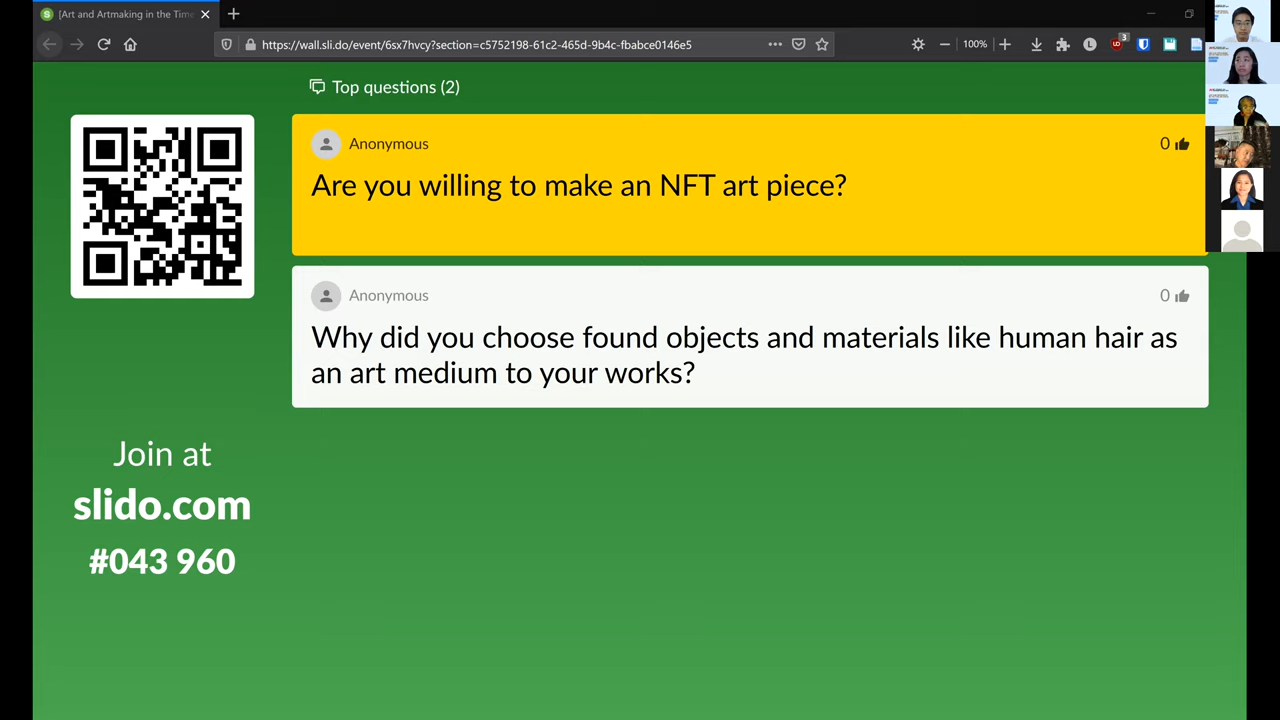 [Art and Artmaking in the Time
https://wall.sli.do/event/6sx7hvcy?section=c5752198-61c2-465d-9b4c-fbabce0146e5
100%
3
Top questions (2)
Anonymous
0
Are you willing to make an NFT art piece?
Anonymous
0
Why did you choose found objects and materials like human hair as
an art medium to your works?
Join at
slido.com
#043 960